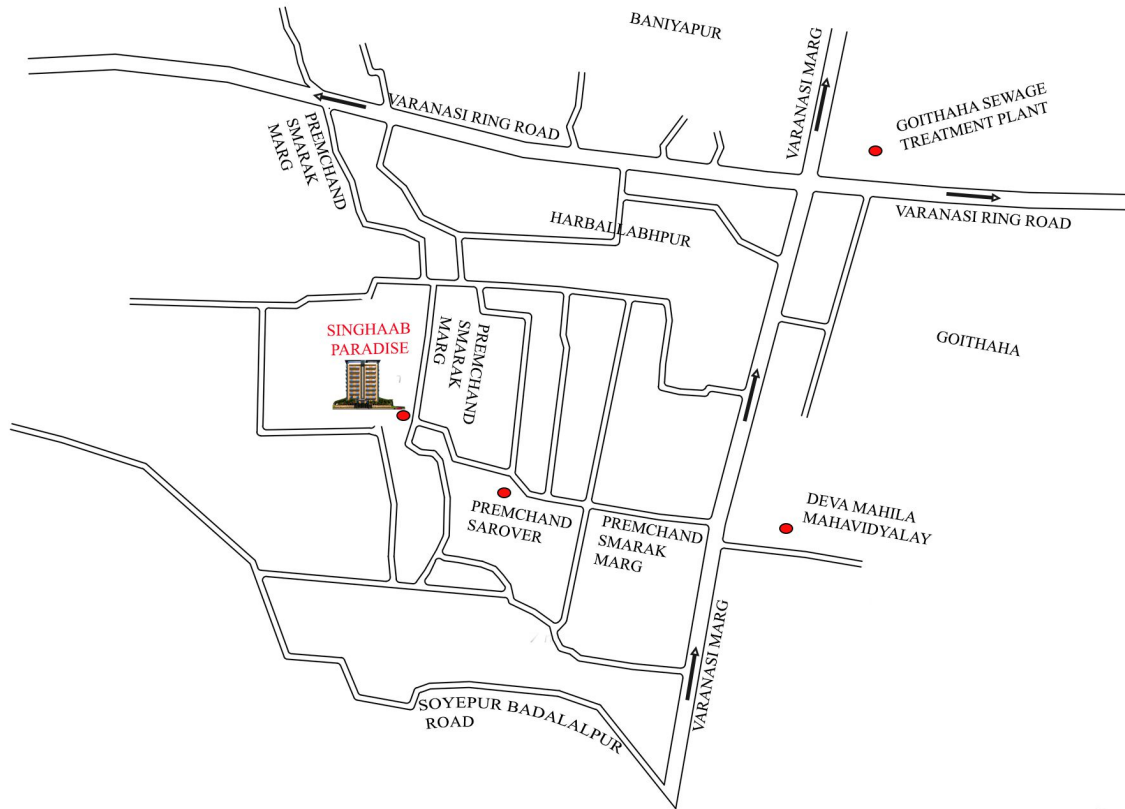 BANIYAPUR
VARANASI MARG
GOITHAHA SEWAGE
TREATMENT PLANT
VARANASI RING ROAD
PREMCHAND
SMARAK
MARG
VARANASI RING ROAD
HARBALLABHPUR
SINGHAAB
PARADISE
PREMCHAND
SMARAK
MARG
GOITHAHA
PREMCHAND
SAROVER
PREMCHAND
SMARAK
MARG
DEVA MAHILA
MAHAVIDYALAY
VARANASI MARG
SOYEPUR BADALALPUR
ROAD